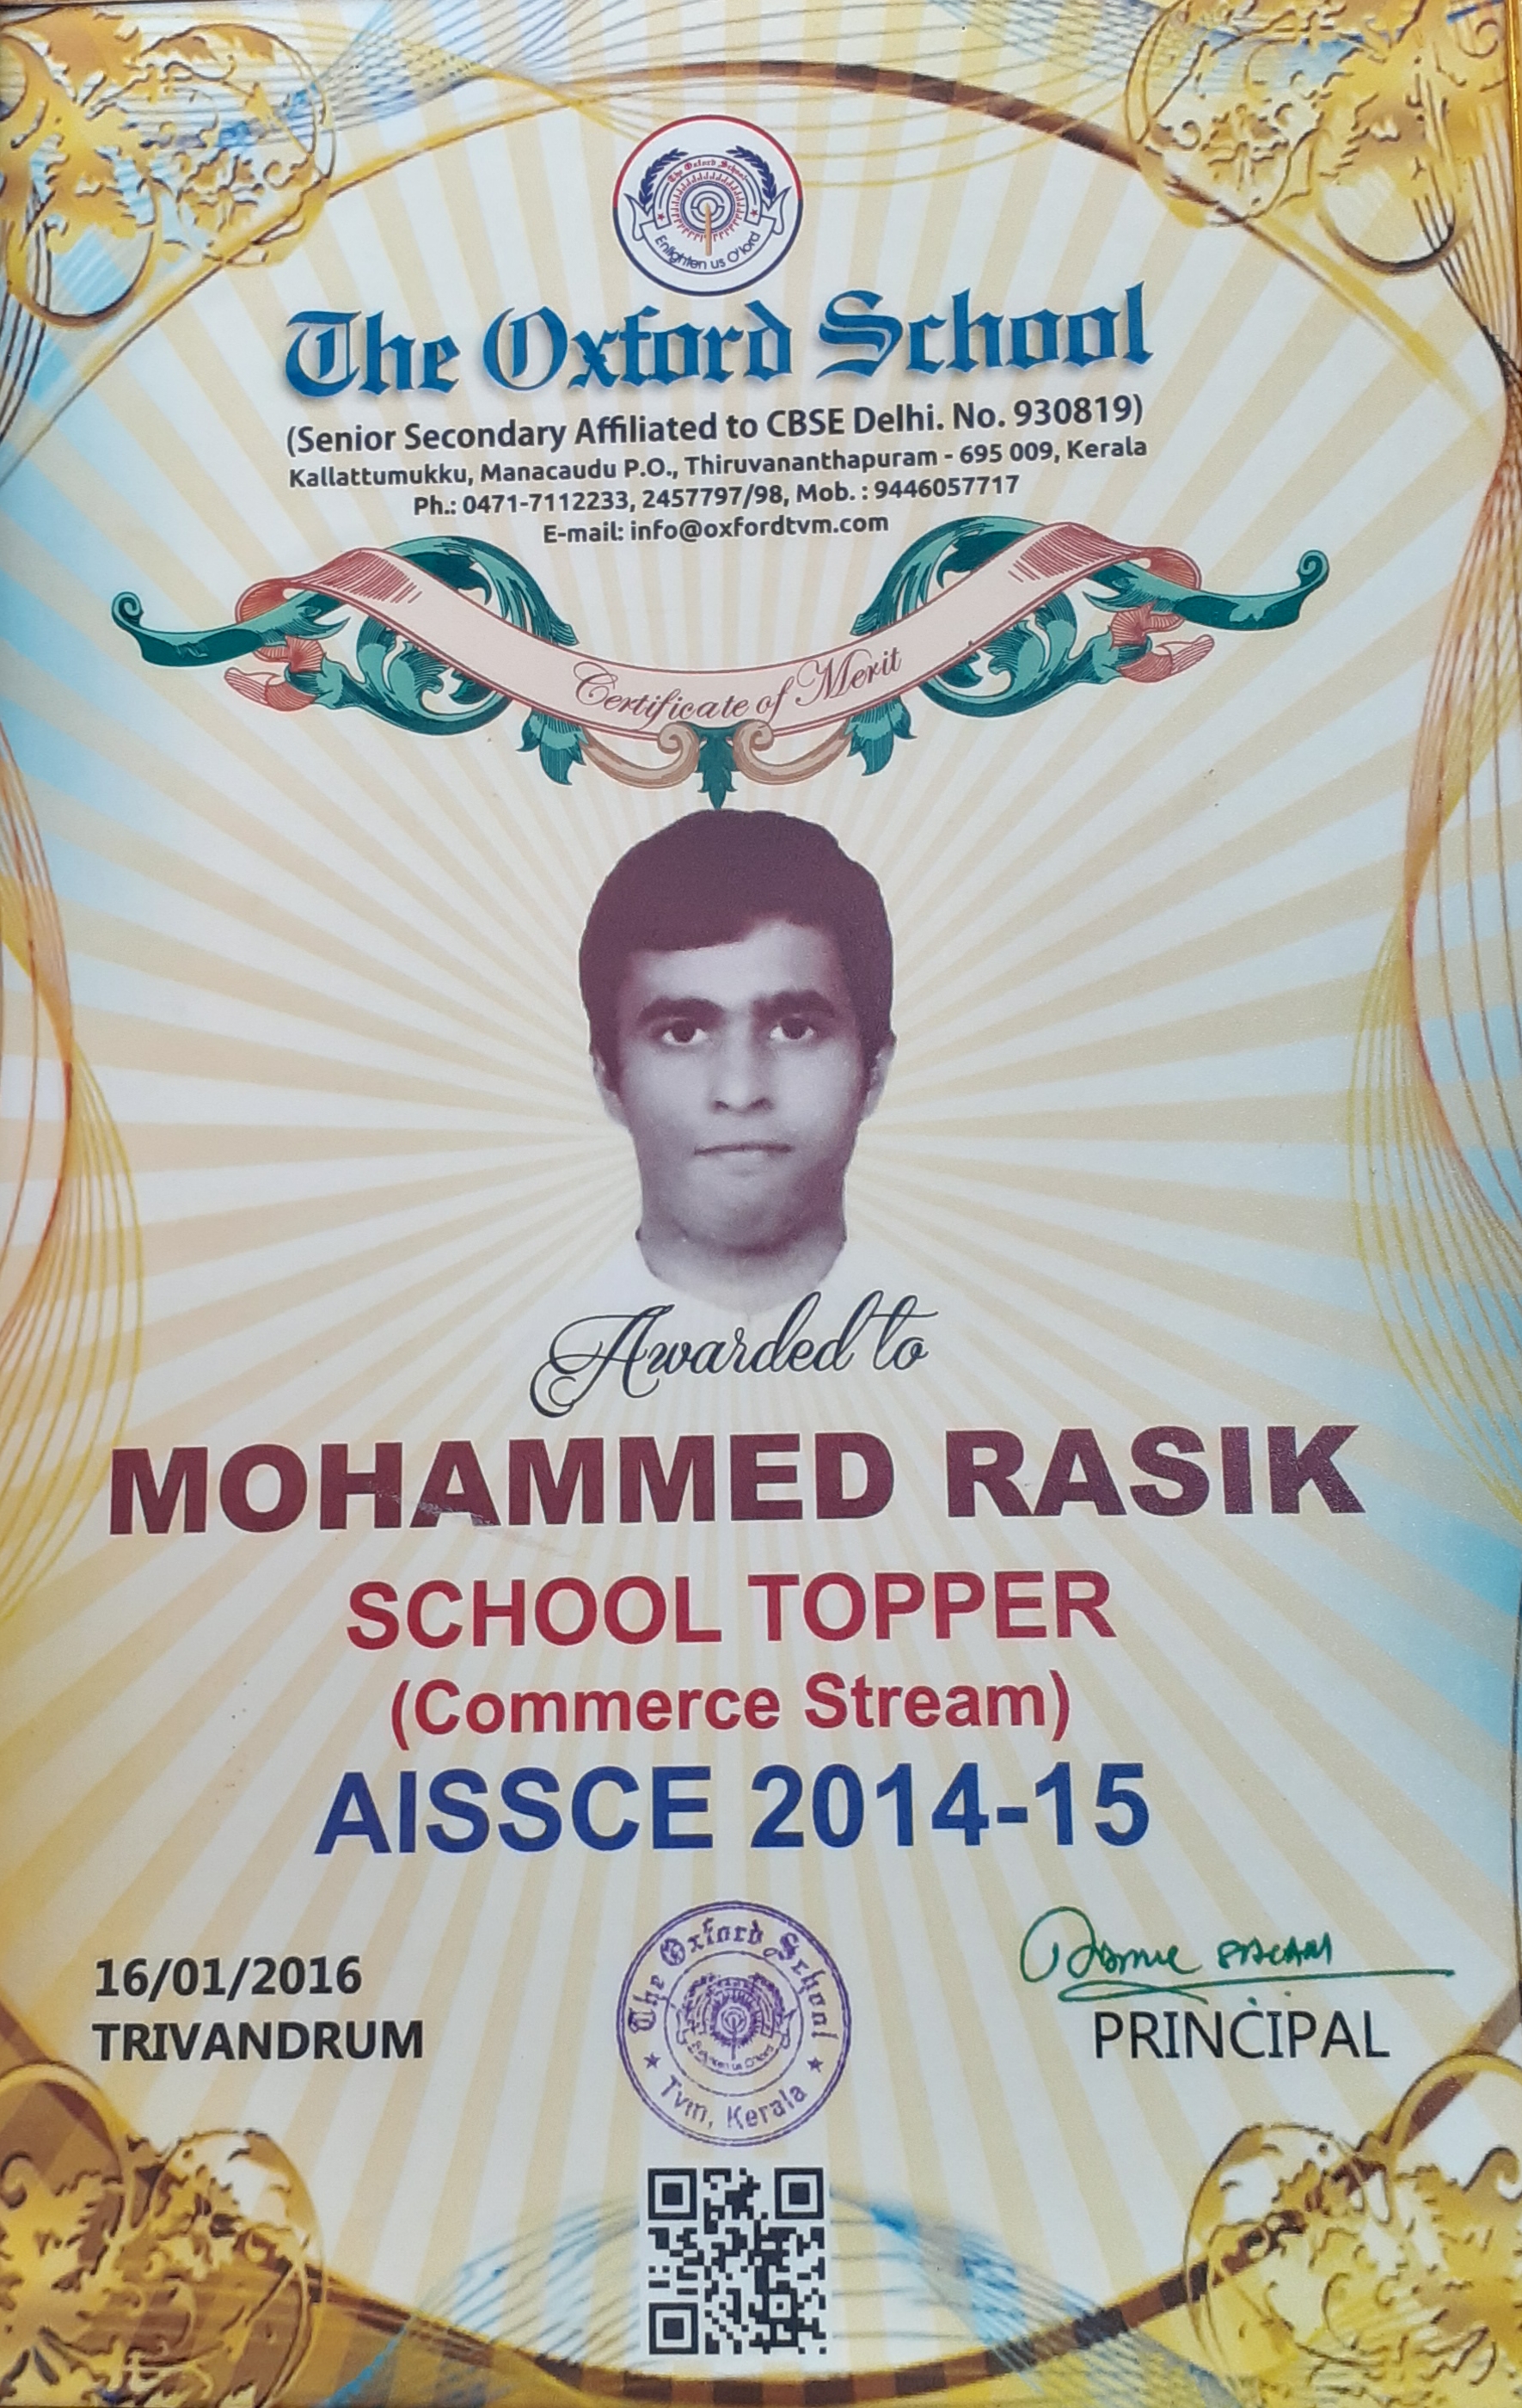 The Oxford School
Enlighten us O'lord
The Oxford School
(Senior Secondary Affiliated to CBSE Delhi. No. 930819)
Kallattumukku, Manacaudu P.O., Thiruvananthapuram - 695 009, Kerala
Ph.: 0471-7112233, 2457797/98, Mob. : 9446057717
E-mail: info@oxfordtvm.com
Certificate of Merit
Awarded to
MOHAMMED RASIK
SCHOOL TOPPER
(Commerce Stream)
AISSCE 2014-15
16/01/2016
TRIVANDRUM
The Oxford School
Enlighten us O'lord
Tvm, Kerala
PRINCIPAL